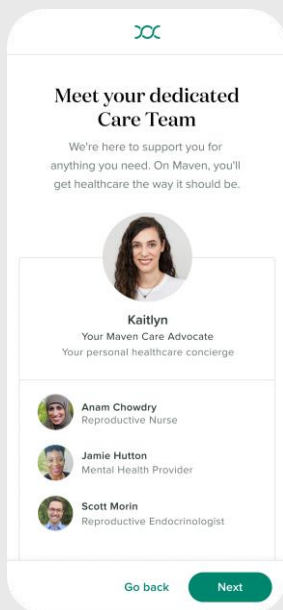 Meet your dedicated
Care Team
We're here to support you for
anything you need. On Maven, you'll
get healthcare the way it should be.
Kaitlyn
Your Maven Care Advocate
Your personal healthcare concierge
Anam Chowdry
Reproductive Nurse
Jamie Hutton
Mental Health Provider
Scott Morin
Reproductive Endocrinologist
Go back
Next